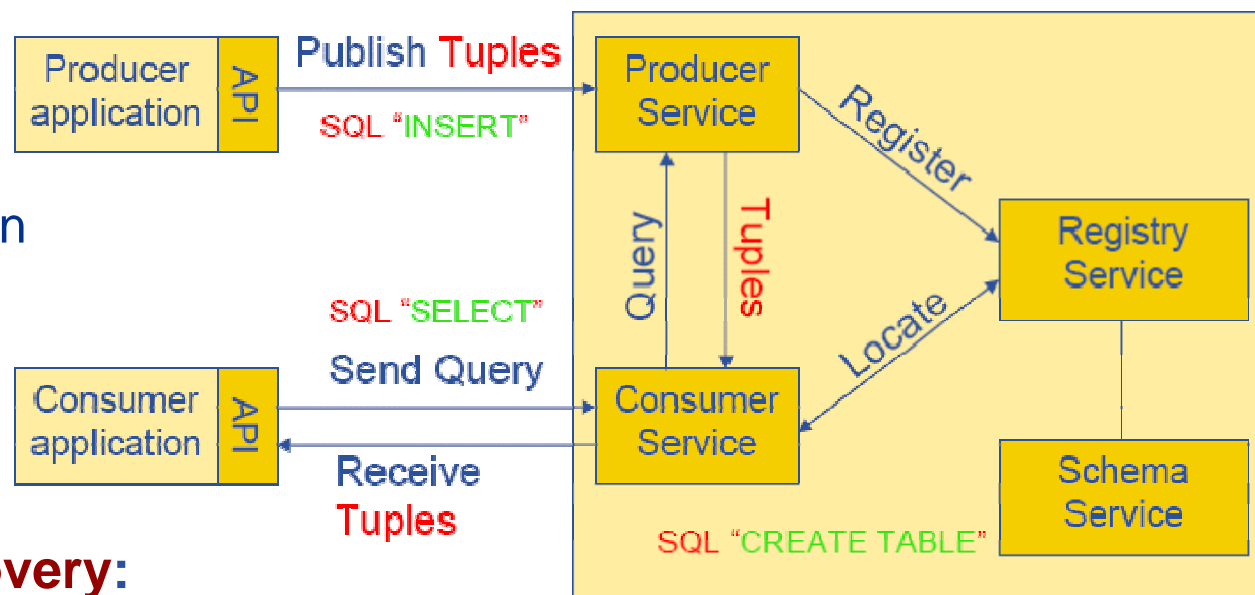 Producer
application
API
Publish Tuples
SQL “INSERT”
Producer
Service
Register
Query
Tuples
Registry
Service
SQL “SELECT”
Send Query
Locate
Consumer
application
API
Receive
Tuples
Consumer
Service
Schema
Service
SQL “CREATE TABLE”